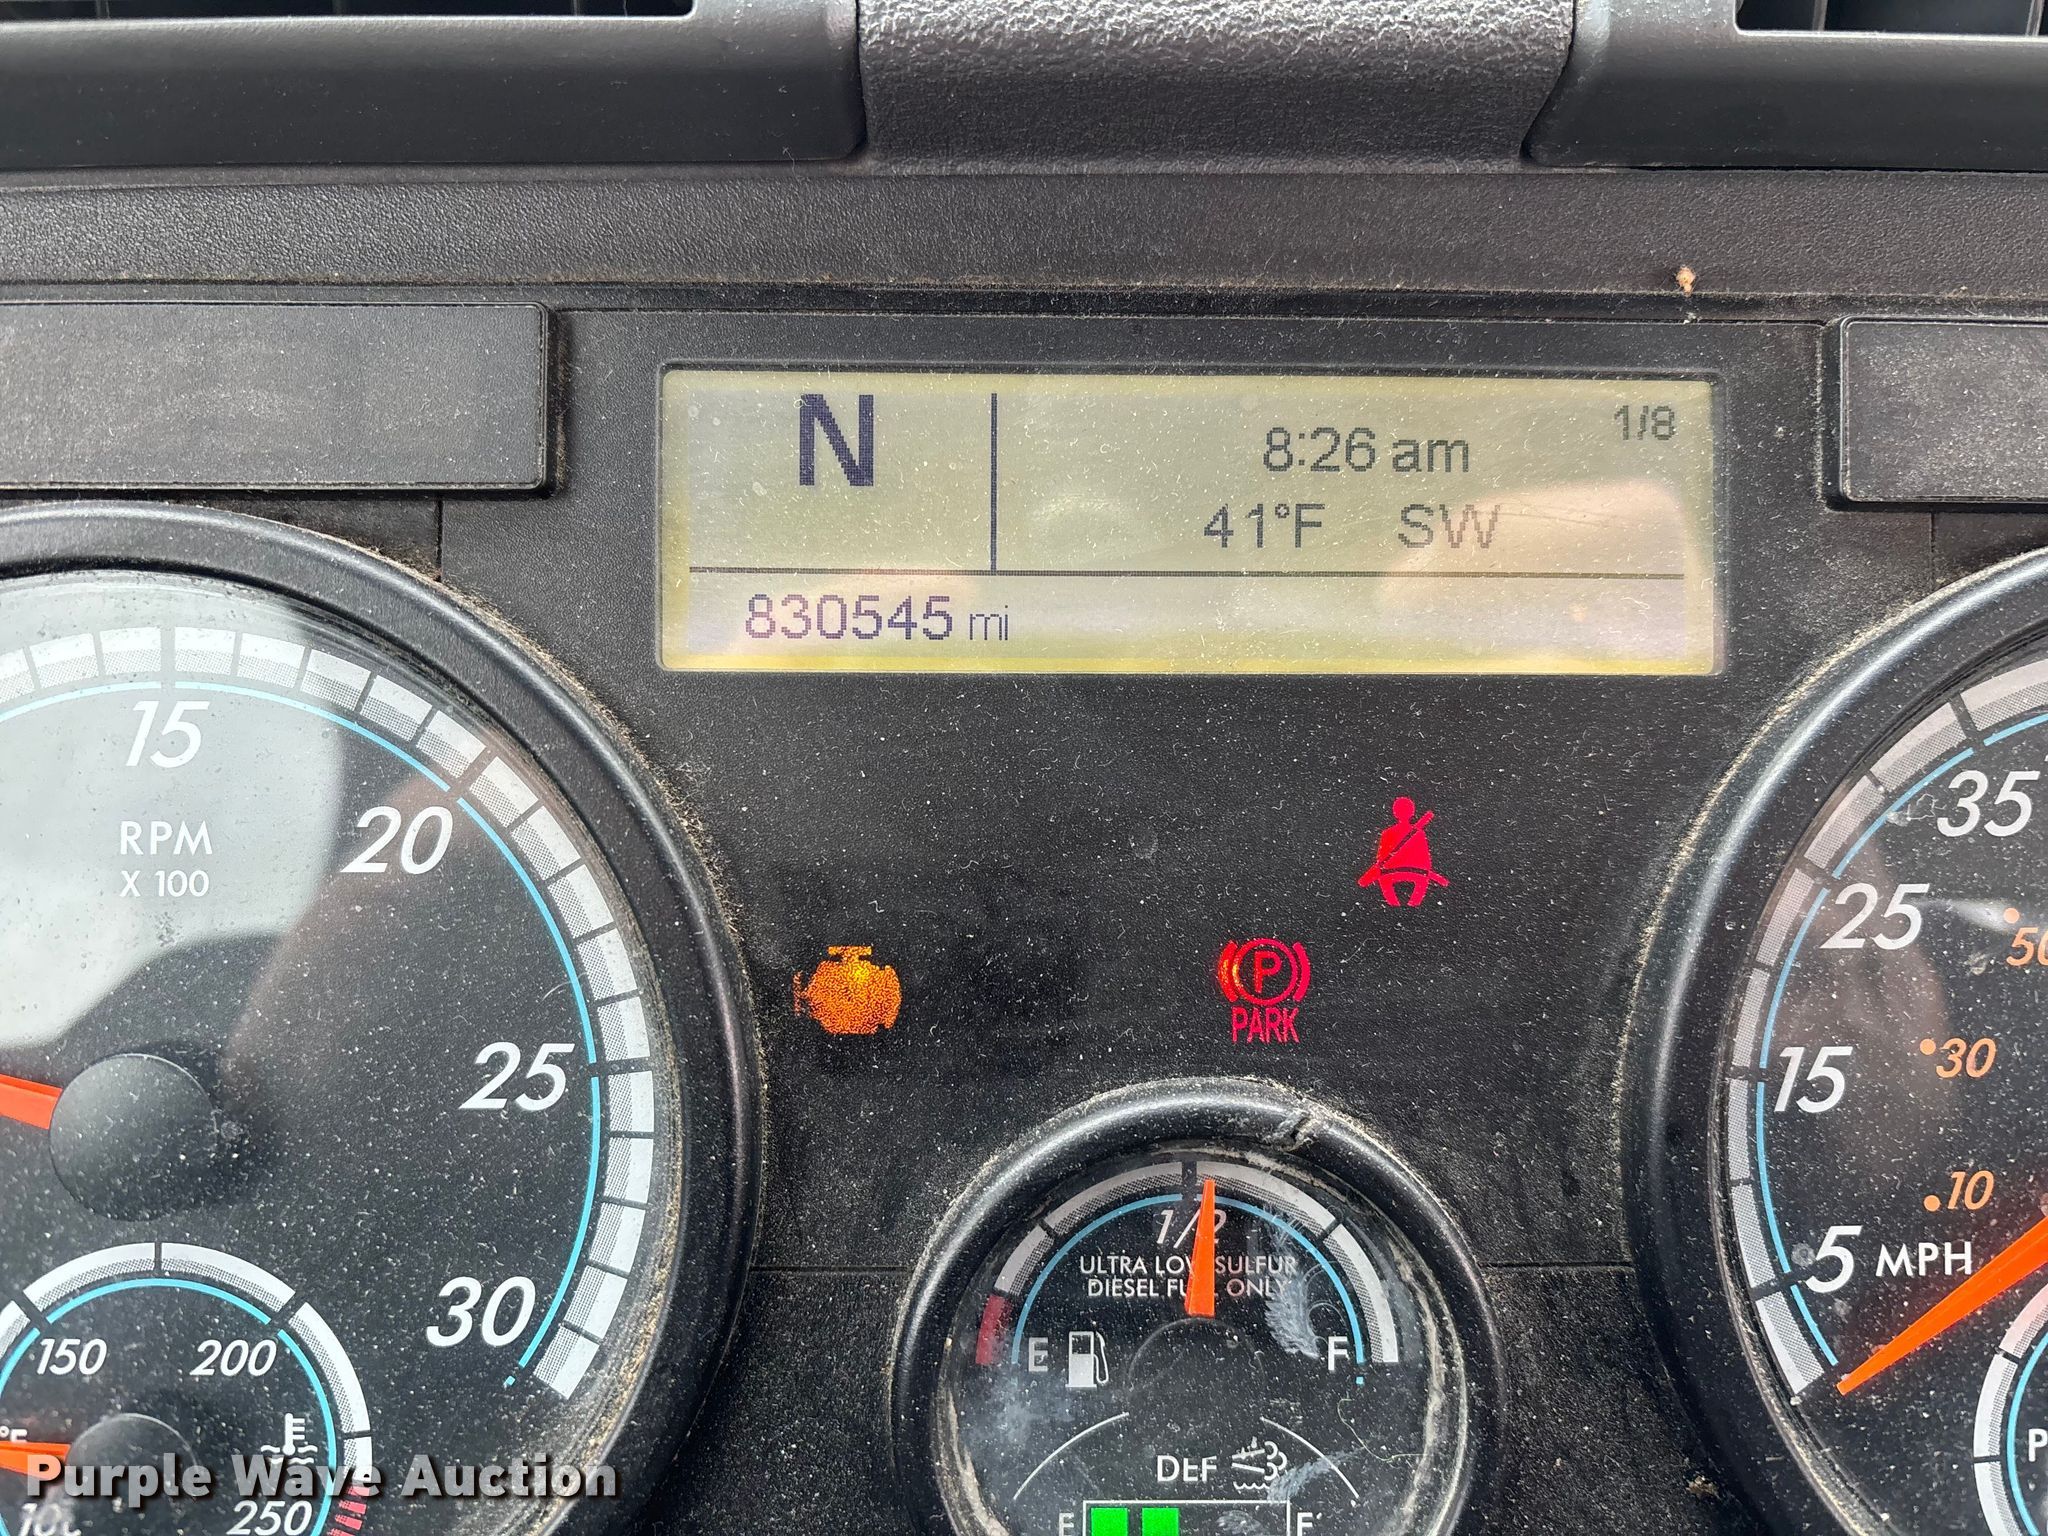 N
8:26 am
1/8
41°F SW
830545 mi
15
20
25
30
RPM
X 100
150
200
250
°F
PARK
P
1/2
ULTRA LOW SULFUR
DIESEL FUEL ONLY
E
F
DEF
E
F
35
25
15
5 MPH
50
30
10
Purple Wave Auction